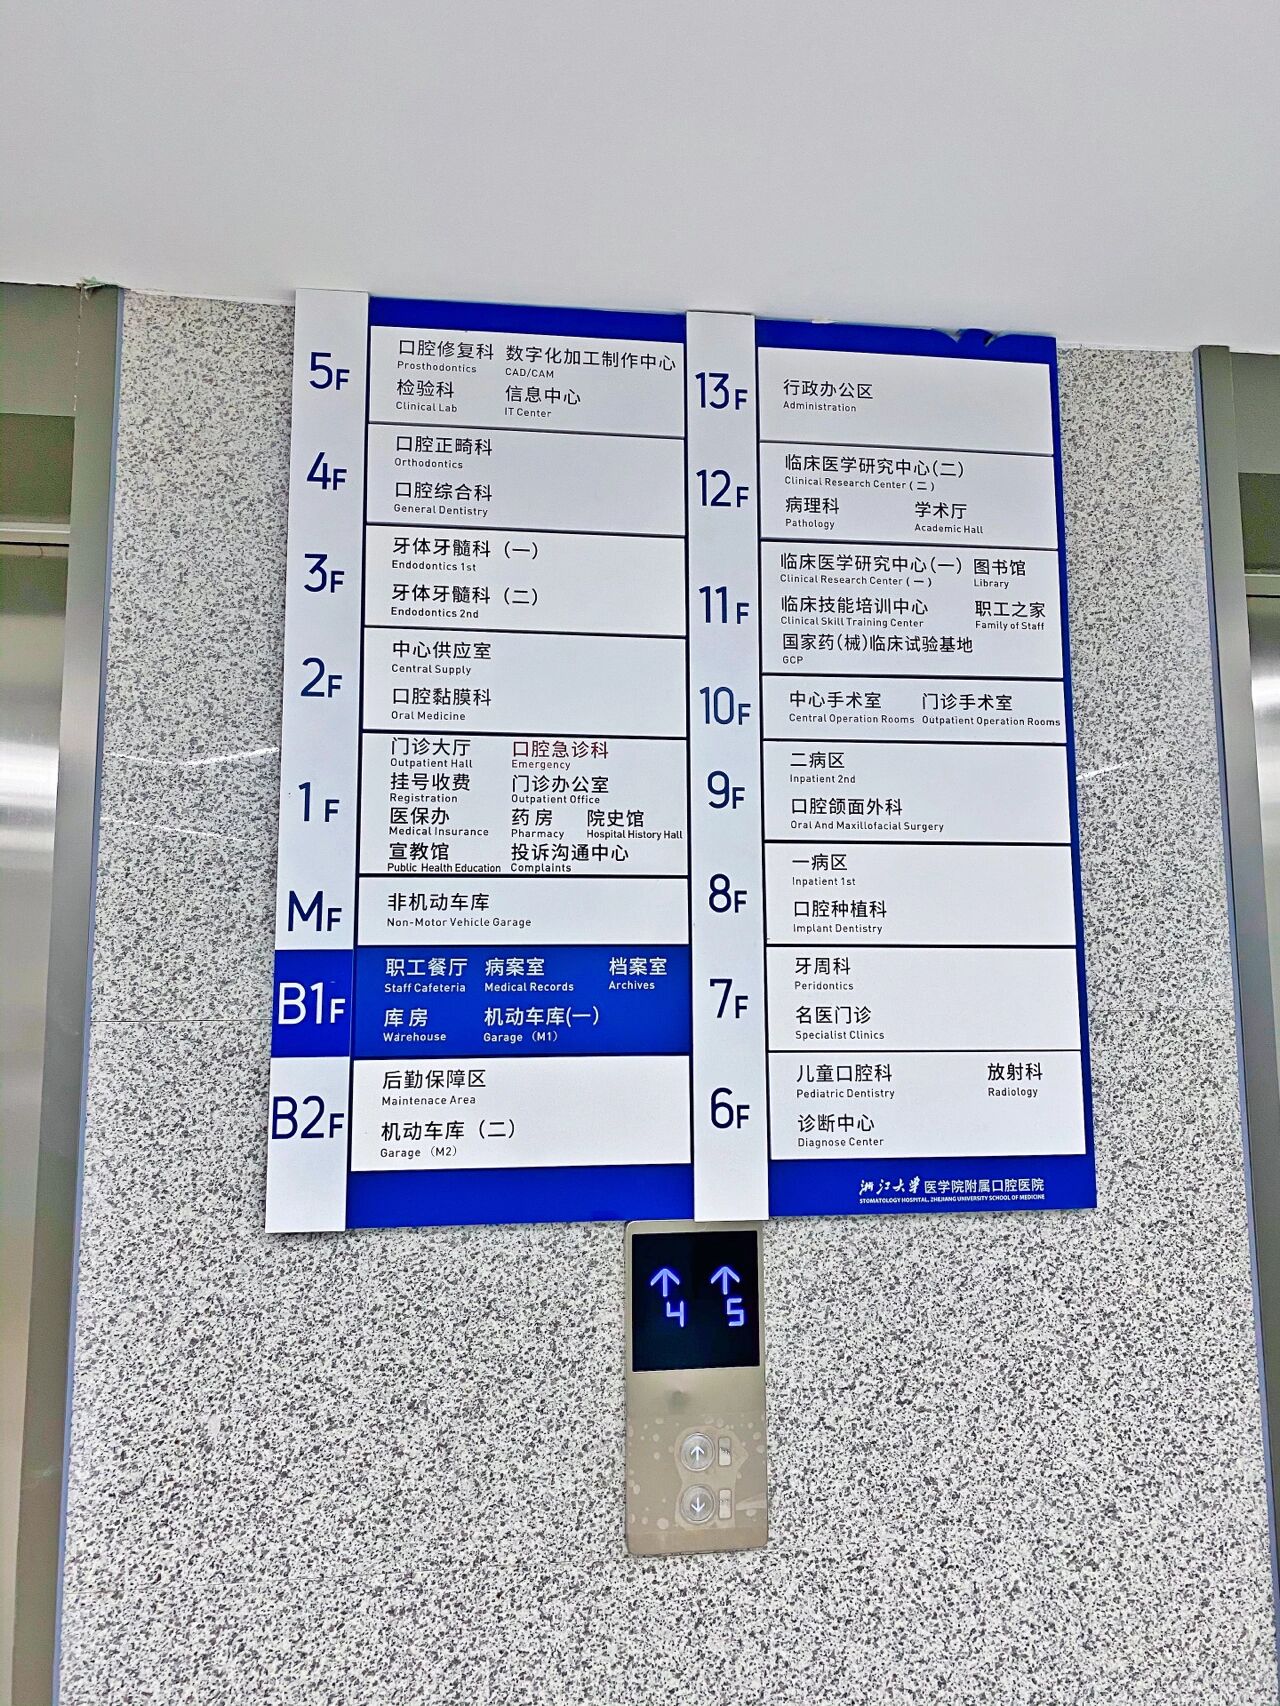 5F
口腔修复科 数字化加工制作中心
Prosthodontics CAD/CAM
检验科 信息中心
Clinical Lab IT Center
4F
口腔正畸科
Orthodontics
口腔综合科
General Dentistry
3F
牙体牙髓科（一）
Endodontics 1st
牙体牙髓科（二）
Endodontics 2nd
2F
中心供应室
Central Supply
口腔黏膜科
Oral Medicine
1F
门诊大厅 口腔急诊科
Outpatient Hall Emergency
挂号收费 门诊办公室
Registration Outpatient Office
医保办 药房 院史馆
Medical Insurance Pharmacy Hospital History Hall
宣教馆 投诉沟通中心
Public Health Education Complaints
MF
非机动车库
Non-Motor Vehicle Garage
B1F
职工餐厅 病案室 档案室
Staff Cafeteria Medical Records Archives
库房 机动车库(一)
Warehouse Garage（M1）
B2F
后勤保障区
Maintenace Area
机动车库（二）
Garage （M2）
13F
行政办公区
Administration
12F
临床医学研究中心(二)
Clinical Research Center (二)
病理科 学术厅
Pathology Academic Hall
11F
临床医学研究中心(一) 图书馆
Clinical Research Center (一) Library
临床技能培训中心 职工之家
Clinical Skill Training Center Family of Staff
国家药(械)临床试验基地
GCP
10F
中心手术室 门诊手术室
Central Operation Rooms Outpatient Operation Rooms
9F
二病区
Inpatient 2nd
口腔颌面外科
Oral And Maxillofacial Surgery
8F
一病区
Inpatient 1st
口腔种植科
Implant Dentistry
7F
牙周科
Peridontics
名医门诊
Specialist Clinics
6F
儿童口腔科 放射科
Pediatric Dentistry Radiology
诊断中心
Diagnose Center
浙江大学医学院附属口腔医院
STOMATOLOGY HOSPITAL, ZHEJIANG UNIVERSITY SCHOOL OF MEDICINE
↑ ↑
4 5